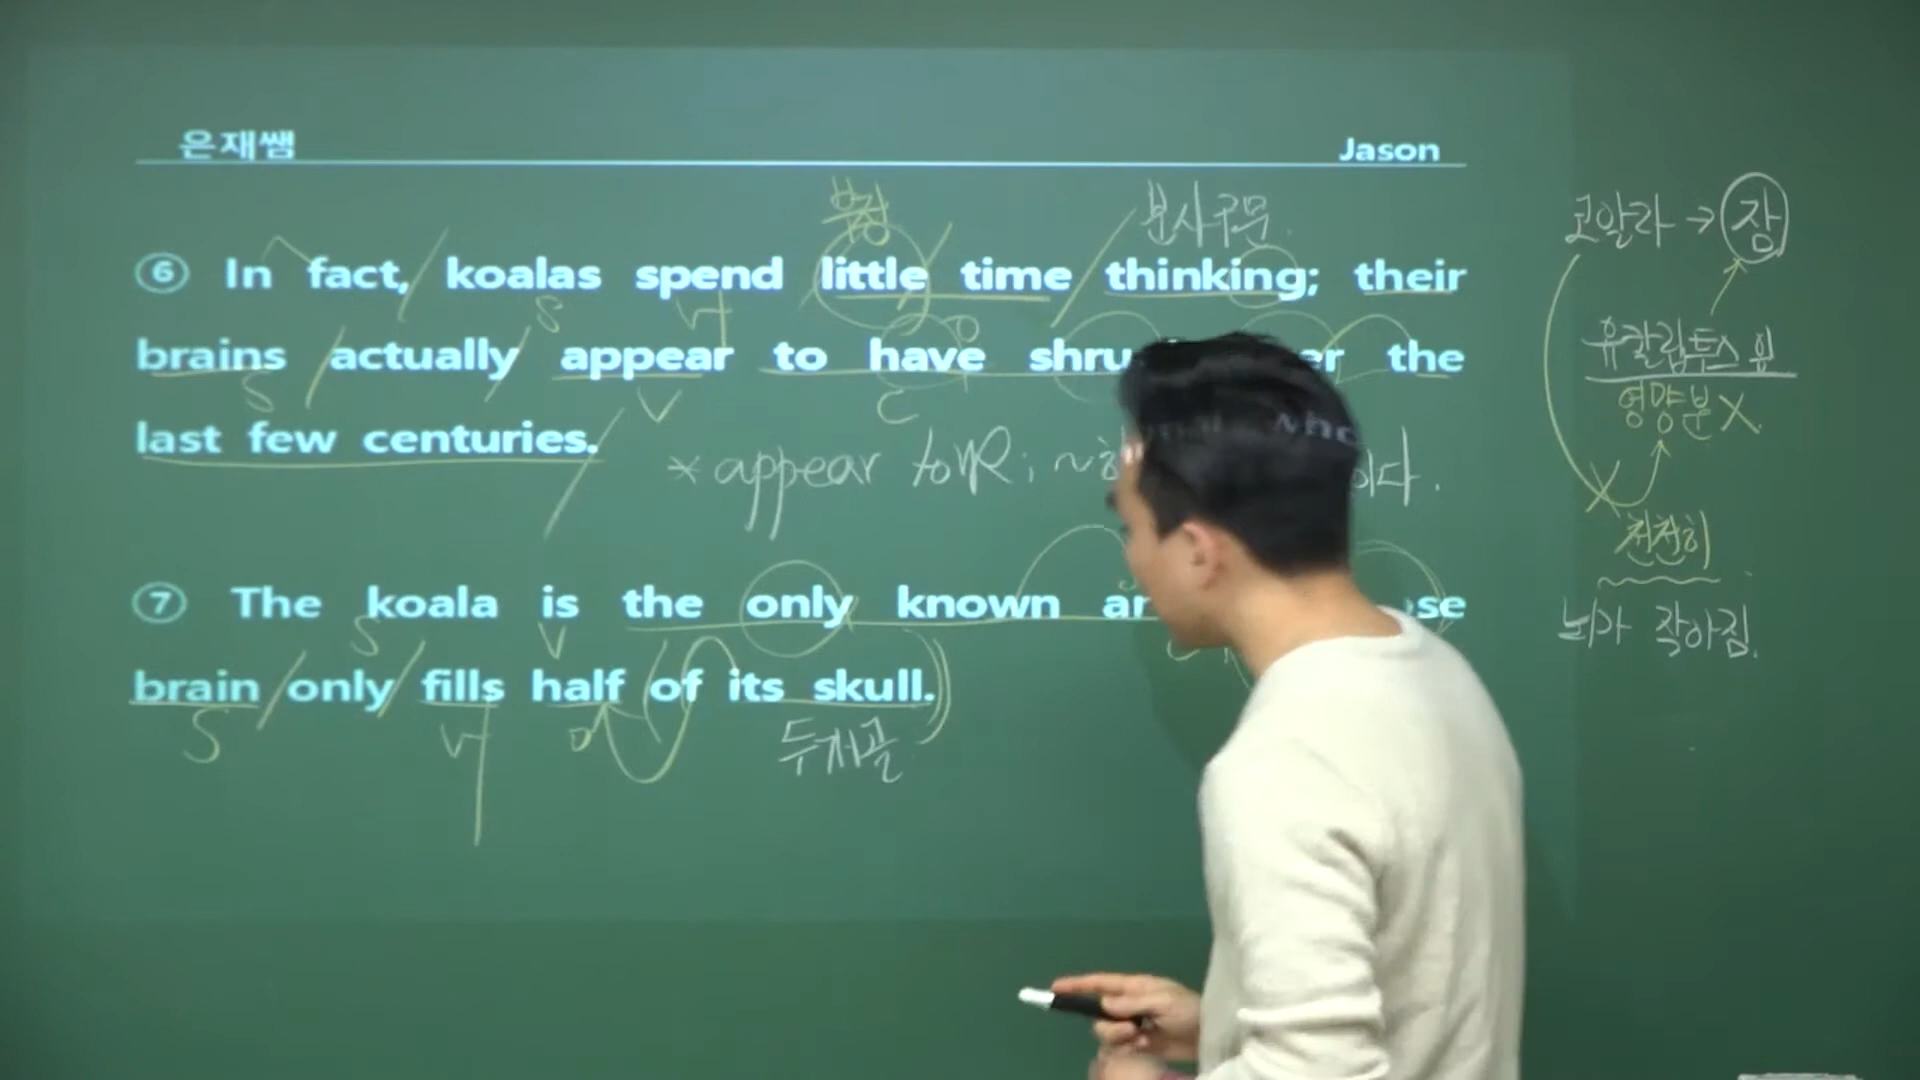 은재쌤
Jason
부정
분사구문.
⑥ In fact, koalas spend little time thinking; their
S V
brains actually appear to have shru er the
S V C O
last few centuries.
* appear to R ; ~ 이다.
⑦ The koala is the only known an se
S V
brain only fills half of its skull.
S V O
두개골
코알라 → 잠
유칼립투스 잎
영양분 X
천천히
뇌가 작아짐.